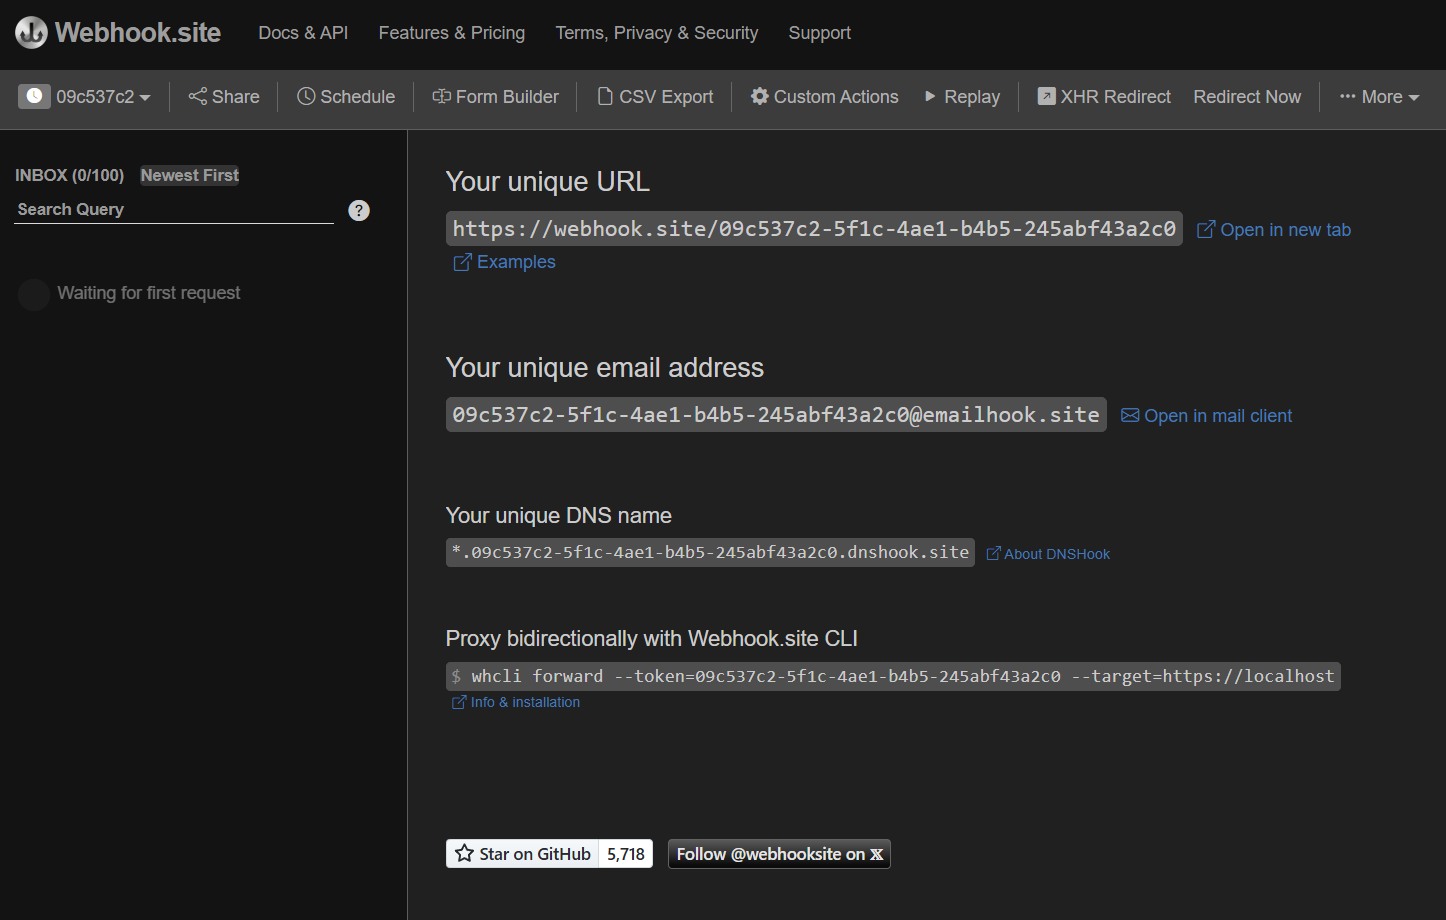 Webhook.site Docs & API Features & Pricing Terms, Privacy & Security Support
09c537c2 Share Schedule Form Builder CSV Export Custom Actions Replay XHR Redirect Redirect Now ··· More
INBOX (0/100) Newest First
Search Query ?
Waiting for first request
Your unique URL
https://webhook.site/09c537c2-5f1c-4ae1-b4b5-245abf43a2c0 Open in new tab
Examples
Your unique email address
09c537c2-5f1c-4ae1-b4b5-245abf43a2c0@emailhook.site Open in mail client
Your unique DNS name
*.09c537c2-5f1c-4ae1-b4b5-245abf43a2c0.dnshook.site About DNSHook
Proxy bidirectionally with Webhook.site CLI
$ whcli forward --token=09c537c2-5f1c-4ae1-b4b5-245abf43a2c0 --target=https://localhost
Info & installation
Star on GitHub 5,718 Follow @webhooksite on 𝕏